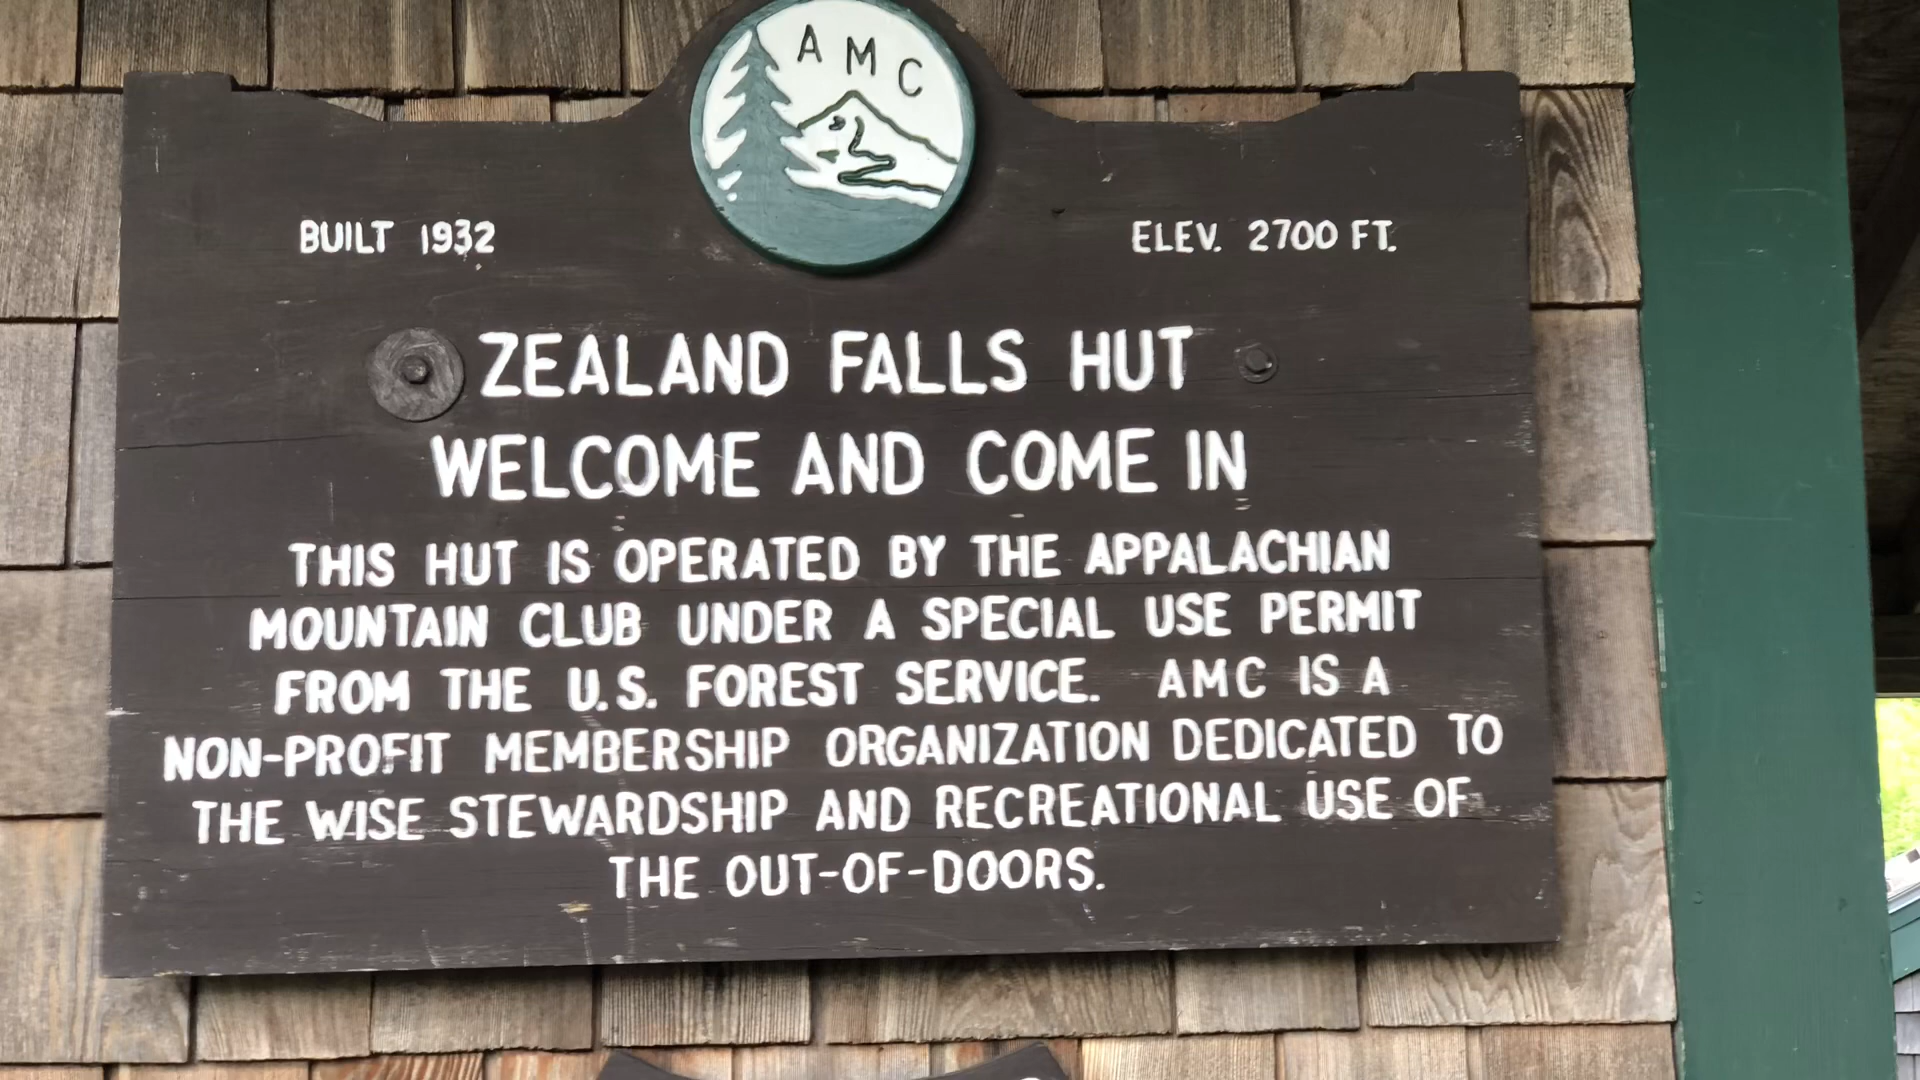 AMC
BUILT 1932
ELEV. 2700 FT.
ZEALAND FALLS HUT
WELCOME AND COME IN
THIS HUT IS OPERATED BY THE APPALACHIAN
MOUNTAIN CLUB UNDER A SPECIAL USE PERMIT
FROM THE U.S. FOREST SERVICE. AMC IS A
NON-PROFIT MEMBERSHIP ORGANIZATION DEDICATED TO
THE WISE STEWARDSHIP AND RECREATIONAL USE OF
THE OUT-OF-DOORS.